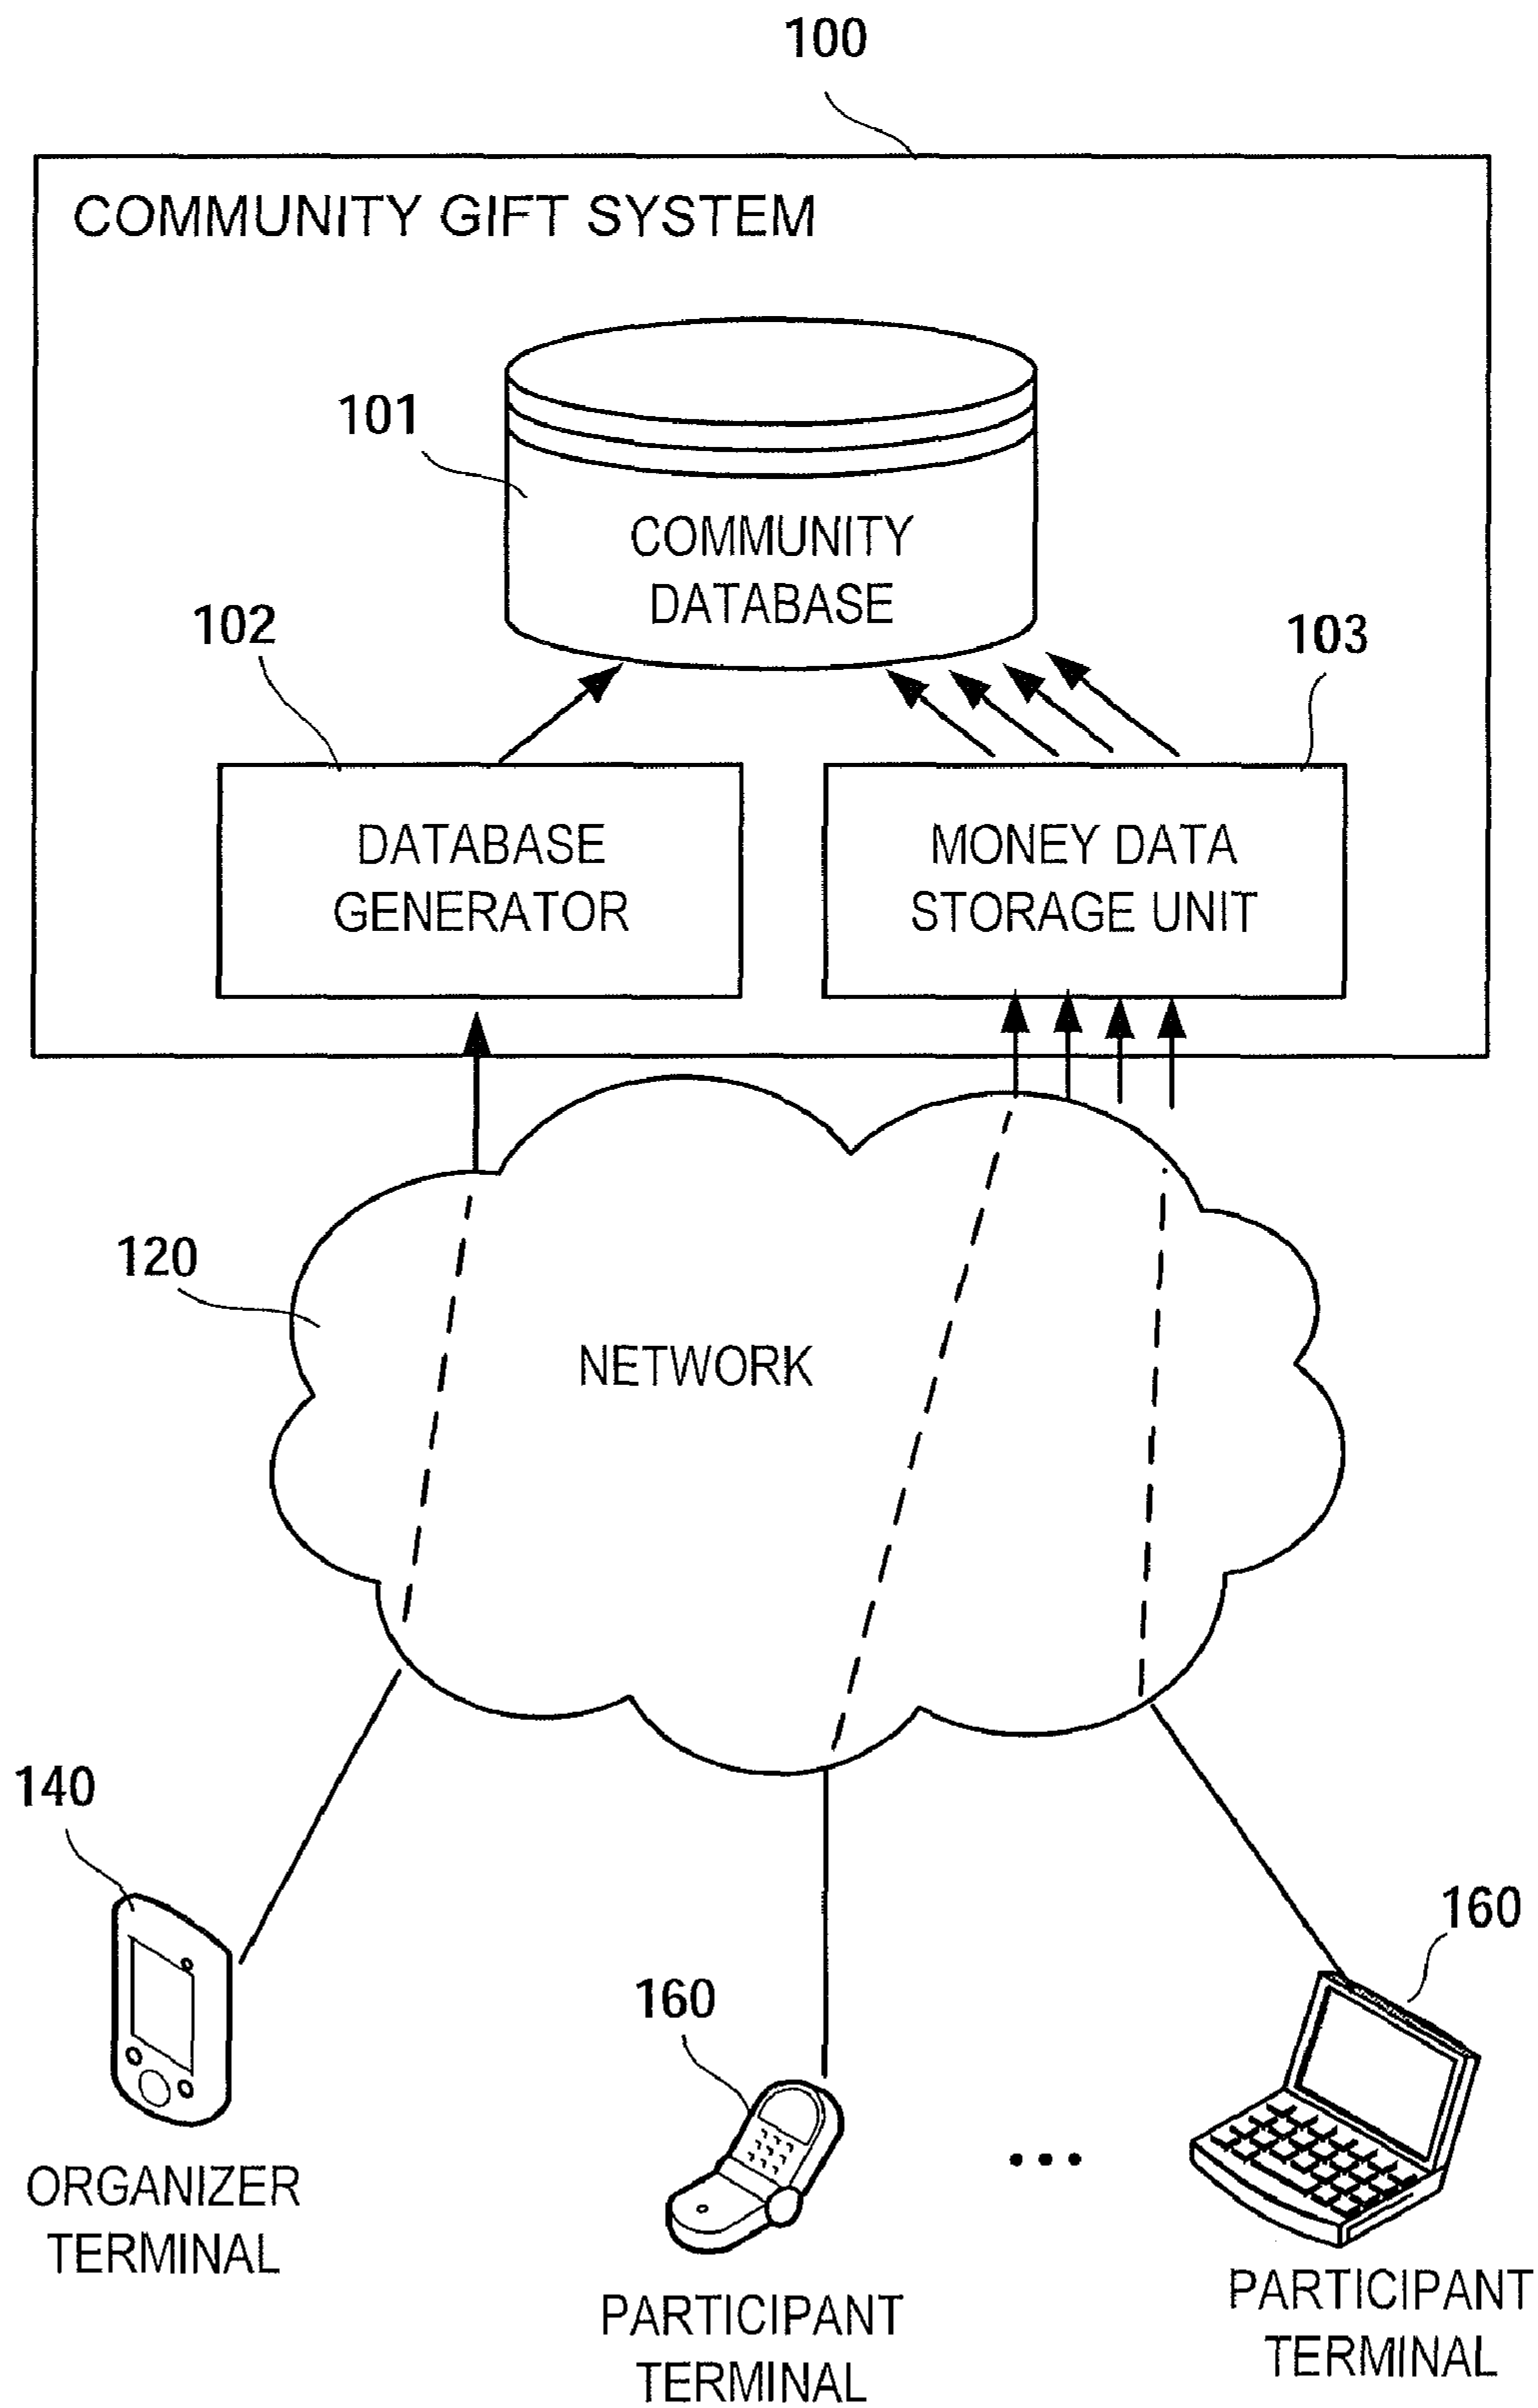 100
COMMUNITY GIFT SYSTEM
101
COMMUNITY
DATABASE
102
103
DATABASE
GENERATOR
MONEY DATA
STORAGE UNIT
120
NETWORK
140
160
160
ORGANIZER
TERMINAL
PARTICIPANT
TERMINAL
PARTICIPANT
TERMINAL